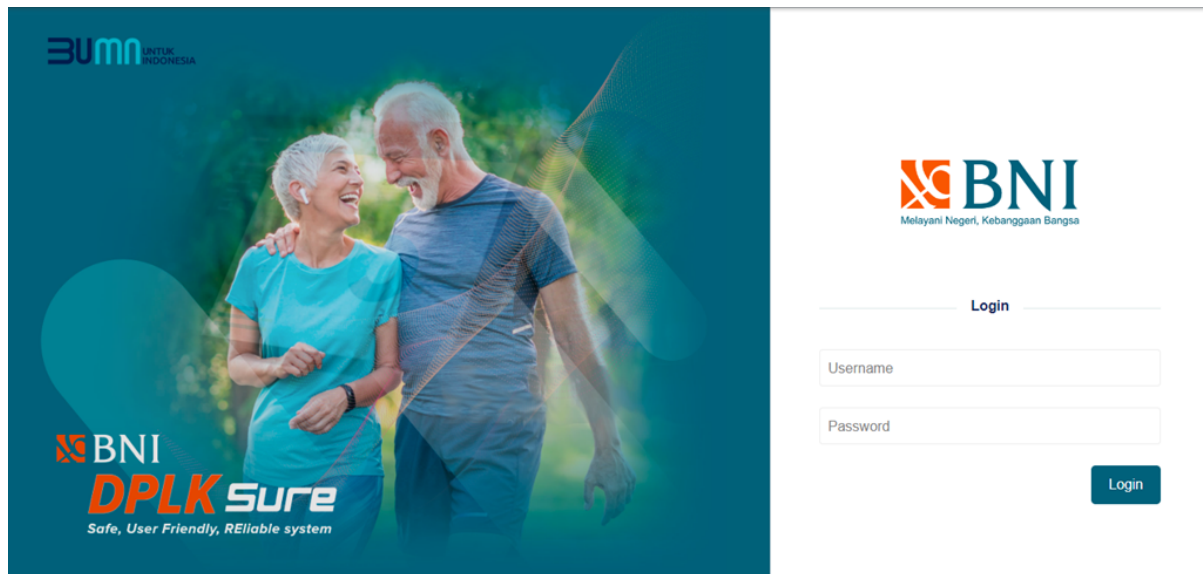 BUMN UNTUK
INDONESIA
BNI
DPLK Sure
Safe, User Friendly, REliable system
BNI
Melayani Negeri, Kebanggaan Bangsa
Login
Username
Password
Login